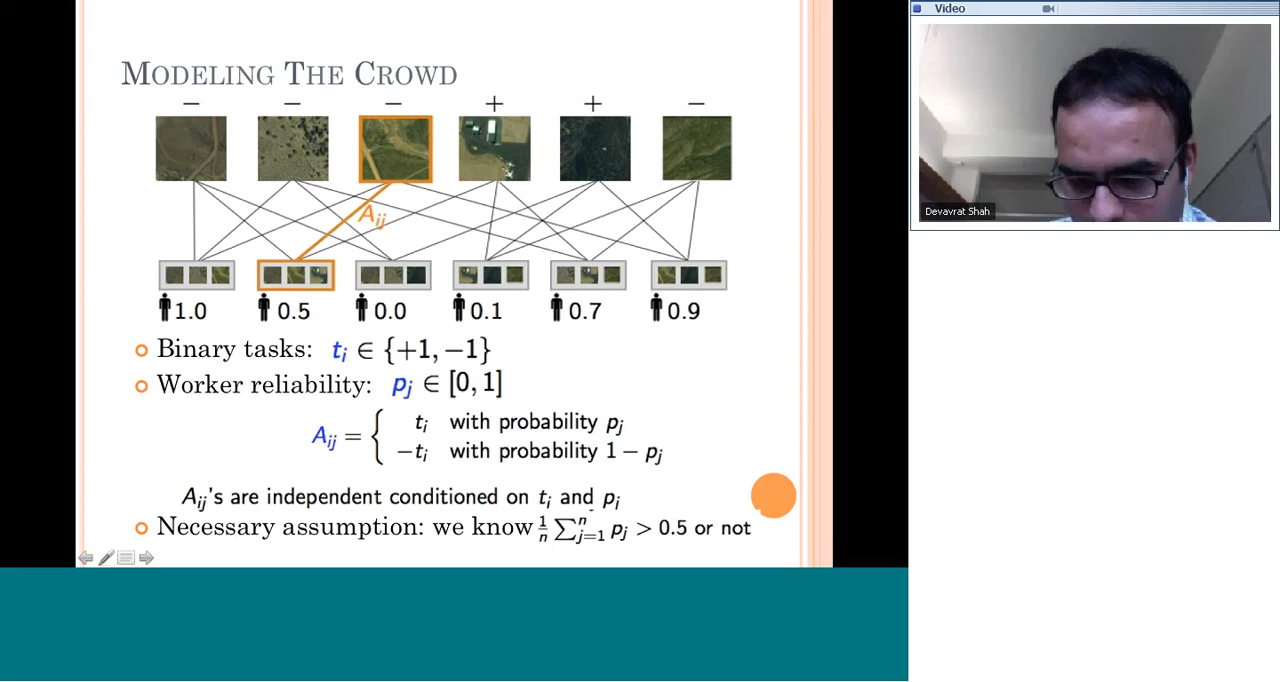 Video
MODELING THE CROWD
− − − + + −
A_ij
1.0 0.5 0.0 0.1 0.7 0.9
Devavrat Shah
Binary tasks: t_i ∈ {+1, −1}
Worker reliability: p_j ∈ [0, 1]
A_ij = { t_i with probability p_j
−t_i with probability 1 − p_j
A_ij's are independent conditioned on t_i and p_i
Necessary assumption: we know 1/n ∑_{j=1}^n p_j > 0.5 or not